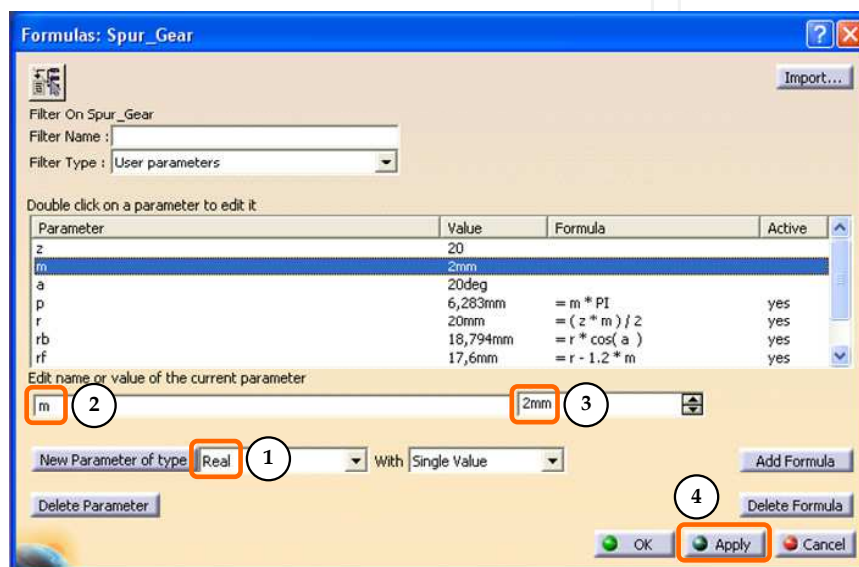 Formulas: Spur_Gear
Import...
Filter On Spur_Gear
Filter Name :
Filter Type : User parameters
Double click on a parameter to edit it
Parameter Value Formula Active
z 20
m 2mm
a 20deg
p 6,283mm = m * PI yes
r 20mm = ( z * m ) / 2 yes
rb 18,794mm = r * cos( a ) yes
rf 17,6mm = r - 1.2 * m yes
Edit name or value of the current parameter
m 2 2mm 3
New Parameter of type Real 1 With Single Value Add Formula
4
Delete Parameter Delete Formula
OK Apply Cancel